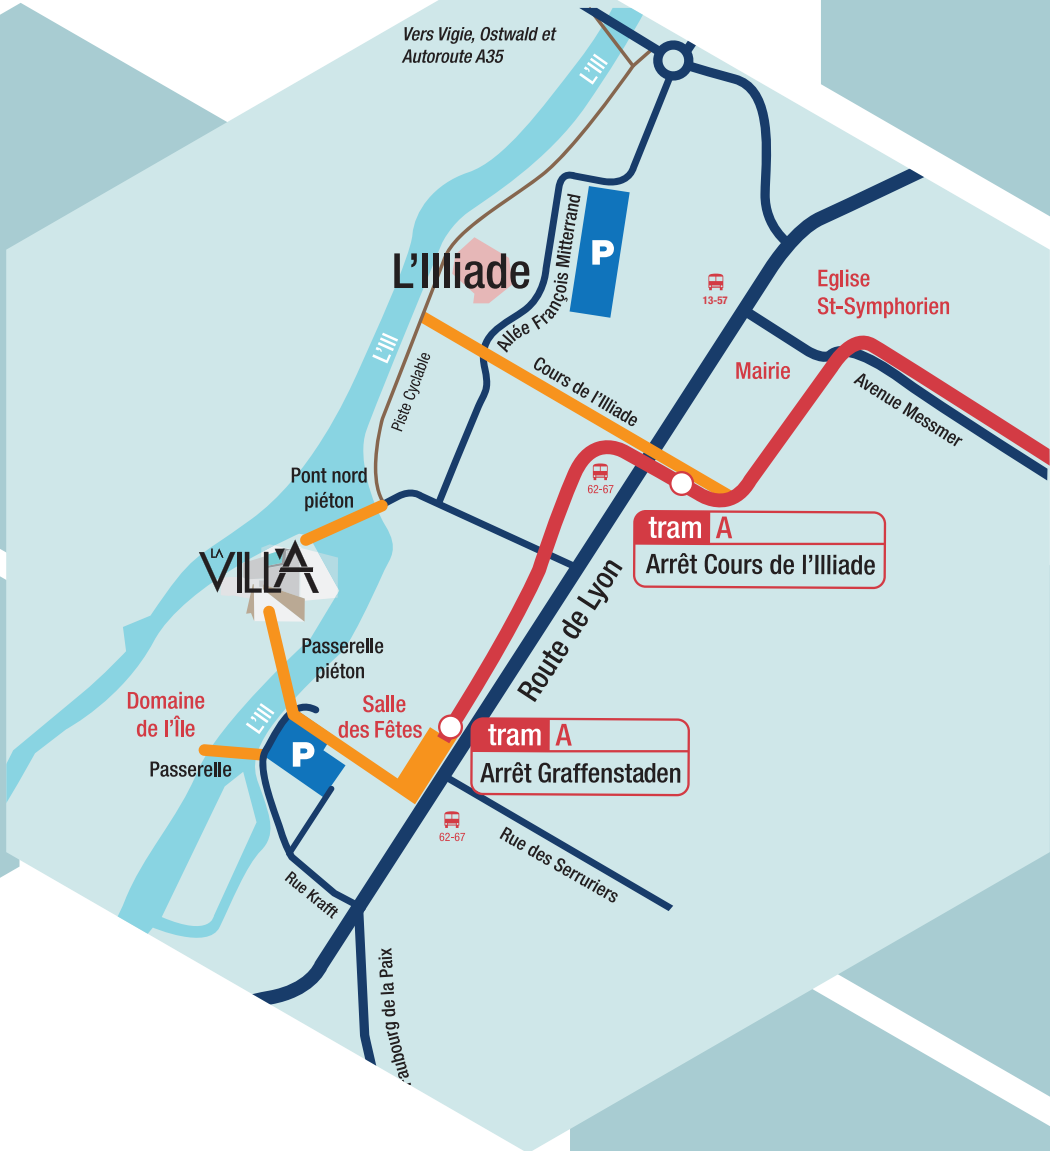 Vers Vigie, Ostwald et
Autoroute A35
L'Ill
L'Illiade
Allée François Mitterrand
P
13-57
Eglise
St-Symphorien
L'Ill
Piste Cyclable
Cours de l'Illiade
Mairie
Avenue Messmer
Pont nord
piéton
62-67
tram A
Arrêt Cours de l'Illiade
LA
VILLA
Route de Lyon
Passerelle
piéton
Domaine
de l'Île
L'Ill
Salle
des Fêtes
Passerelle
P
tram A
Arrêt Graffenstaden
62-67
Rue des Serruriers
Rue Krafft
aubourg de la Paix